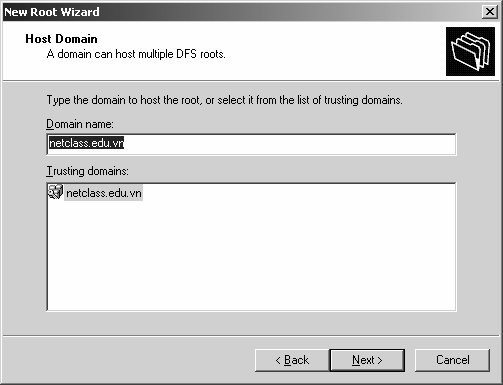 New Root Wizard
Host Domain
A domain can host multiple DFS roots.
Type the domain to host the root, or select it from the list of trusting domains.
Domain name:
netclass.edu.vn
Trusting domains:
netclass.edu.vn
< Back
Next >
Cancel